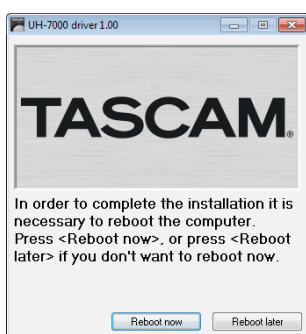 UH-7000 driver 1.00
TASCAM®
In order to complete the installation it is
necessary to reboot the computer.
Press <Reboot now>, or press <Reboot
later> if you don't want to reboot now.
Reboot now Reboot later